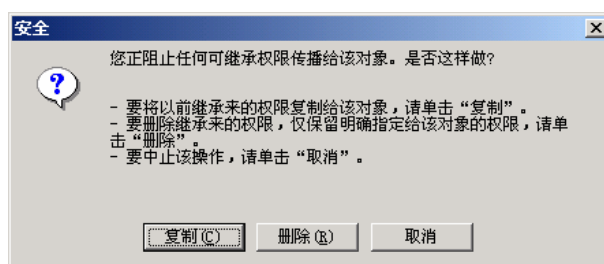 安全
您正阻止任何可继承权限传播给该对象。是否这样做?
- 要将以前继承来的权限复制给该对象，请单击“复制”。
- 要删除继承来的权限，仅保留明确指定给该对象的权限，请单
击“删除”。
- 要中止该操作，请单击“取消”。
复制(C) 删除(R) 取消